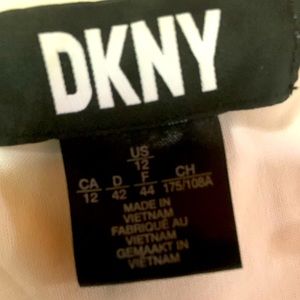 DKNY
US
12
CA D F CH
12 42 44 175/108A
MADE IN
VIETNAM
FABRIQUÉ AU
VIETNAM
GEMAAKT IN
VIETNAM